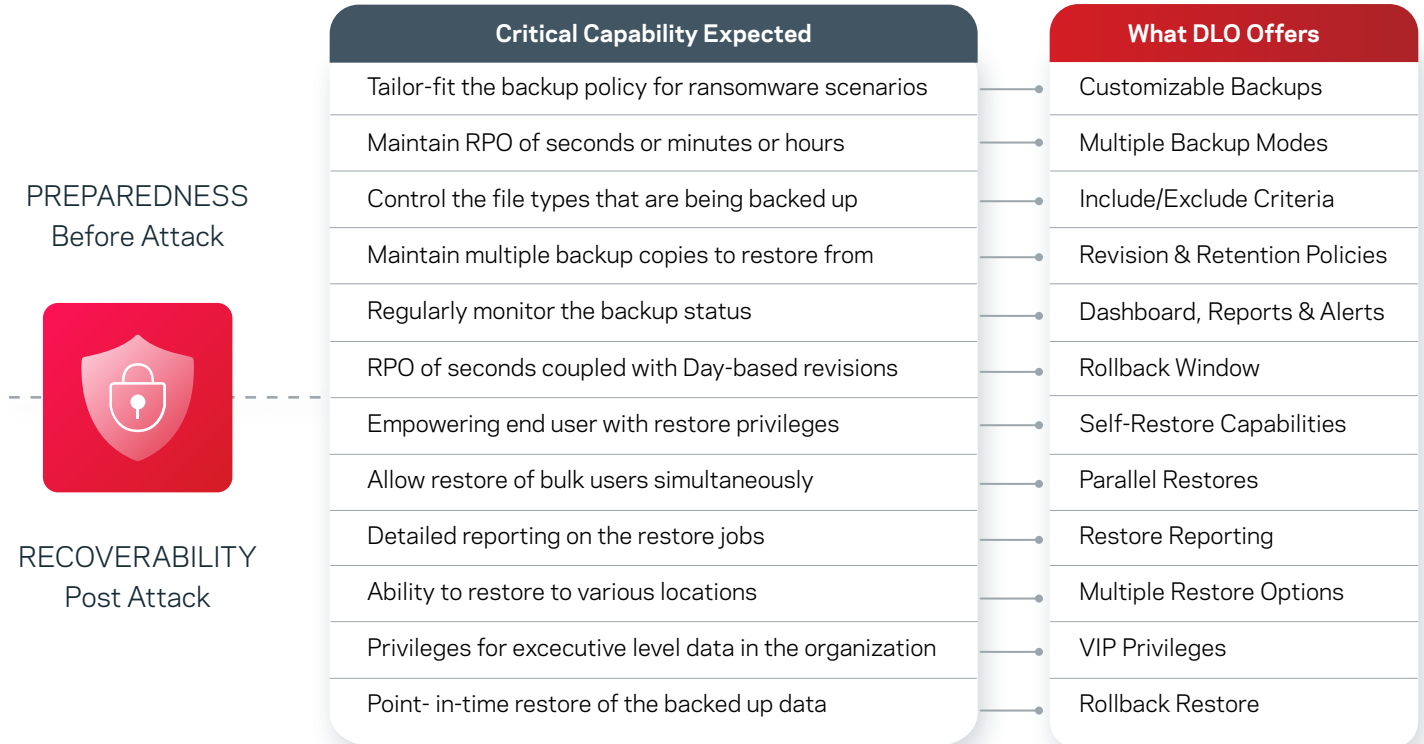 Critical Capability Expected
What DLO Offers
Tailor-fit the backup policy for ransomware scenarios
Customizable Backups
Maintain RPO of seconds or minutes or hours
Multiple Backup Modes
PREPAREDNESS
Before Attack
Control the file types that are being backed up
Include/Exclude Criteria
Maintain multiple backup copies to restore from
Revision & Retention Policies
Regularly monitor the backup status
Dashboard, Reports & Alerts
RPO of seconds coupled with Day-based revisions
Rollback Window
Empowering end user with restore privileges
Self-Restore Capabilities
Allow restore of bulk users simultaneously
Parallel Restores
Detailed reporting on the restore jobs
Restore Reporting
RECOVERABILITY
Post Attack
Ability to restore to various locations
Multiple Restore Options
Privileges for excecutive level data in the organization
VIP Privileges
Point- in-time restore of the backed up data
Rollback Restore